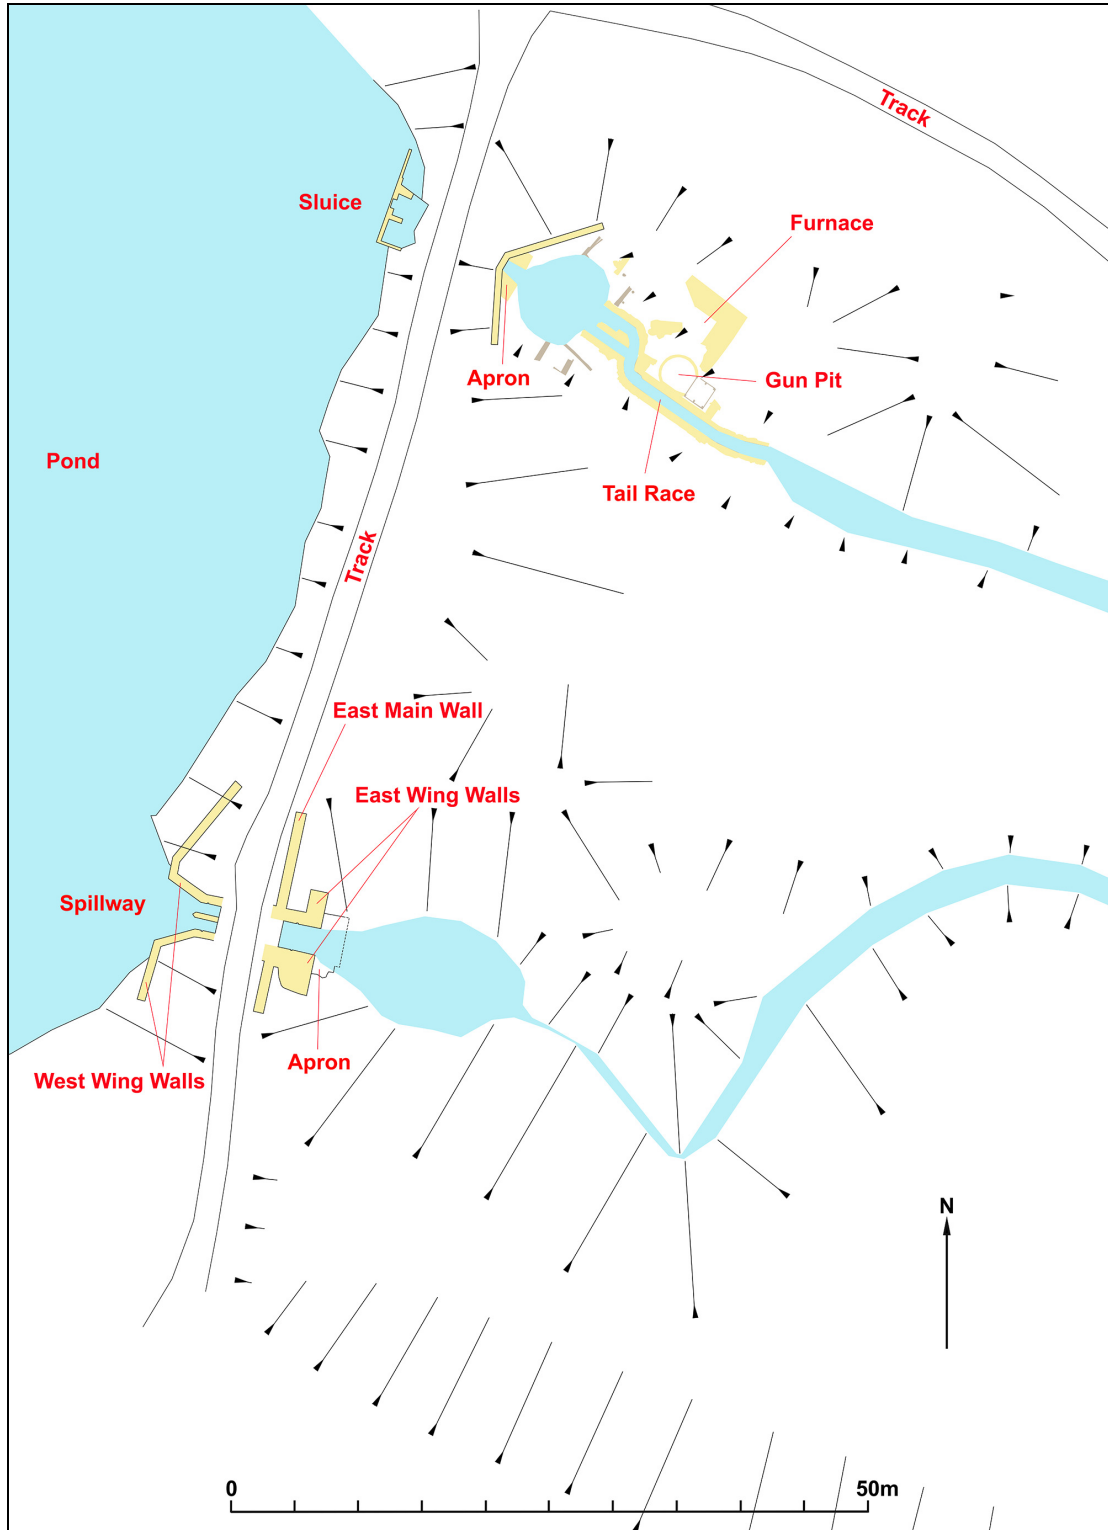 Track
Sluice
Furnace
Apron
Gun Pit
Pond
Tail Race
Track
East Main Wall
East Wing Walls
Spillway
Apron
West Wing Walls
N
0
50m